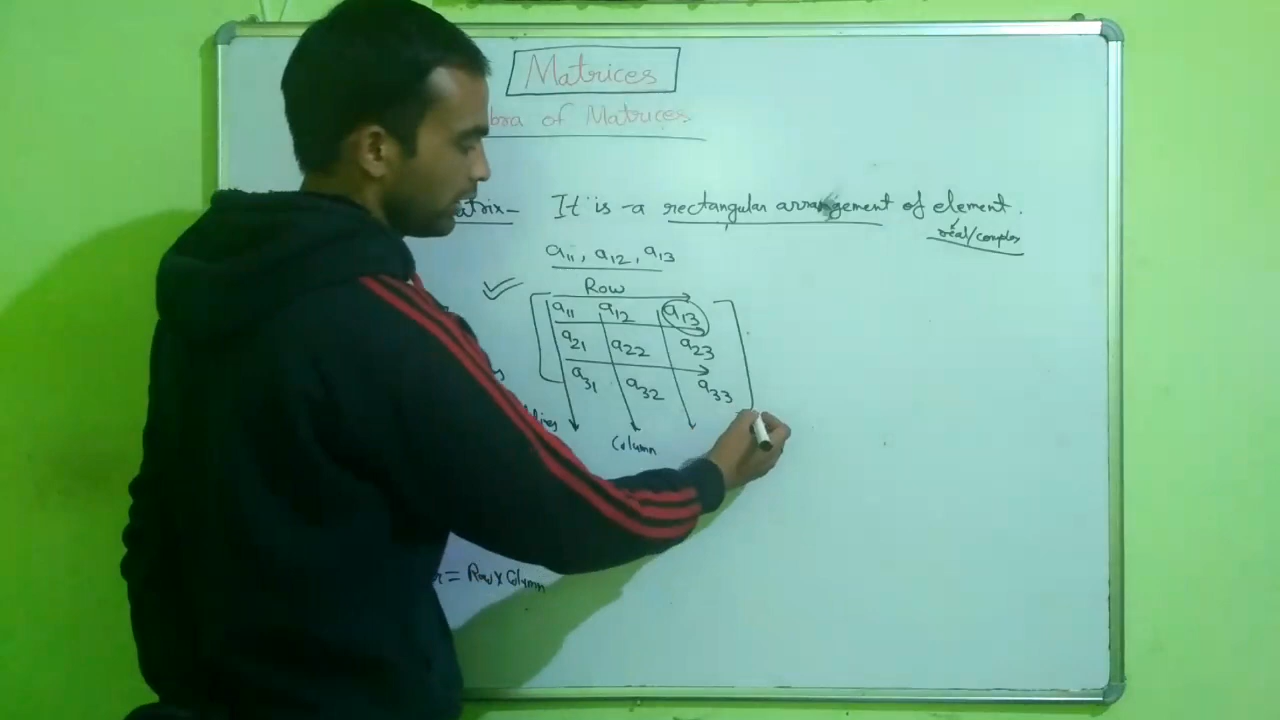 Matrices
bra of Matrices
atrix- It is a rectangular arrangement of element.
real/complex
a11, a12, a13
Row
a11 a12 a13
a21 a22 a23
a31 a32 a33
Column
r = Row x Column